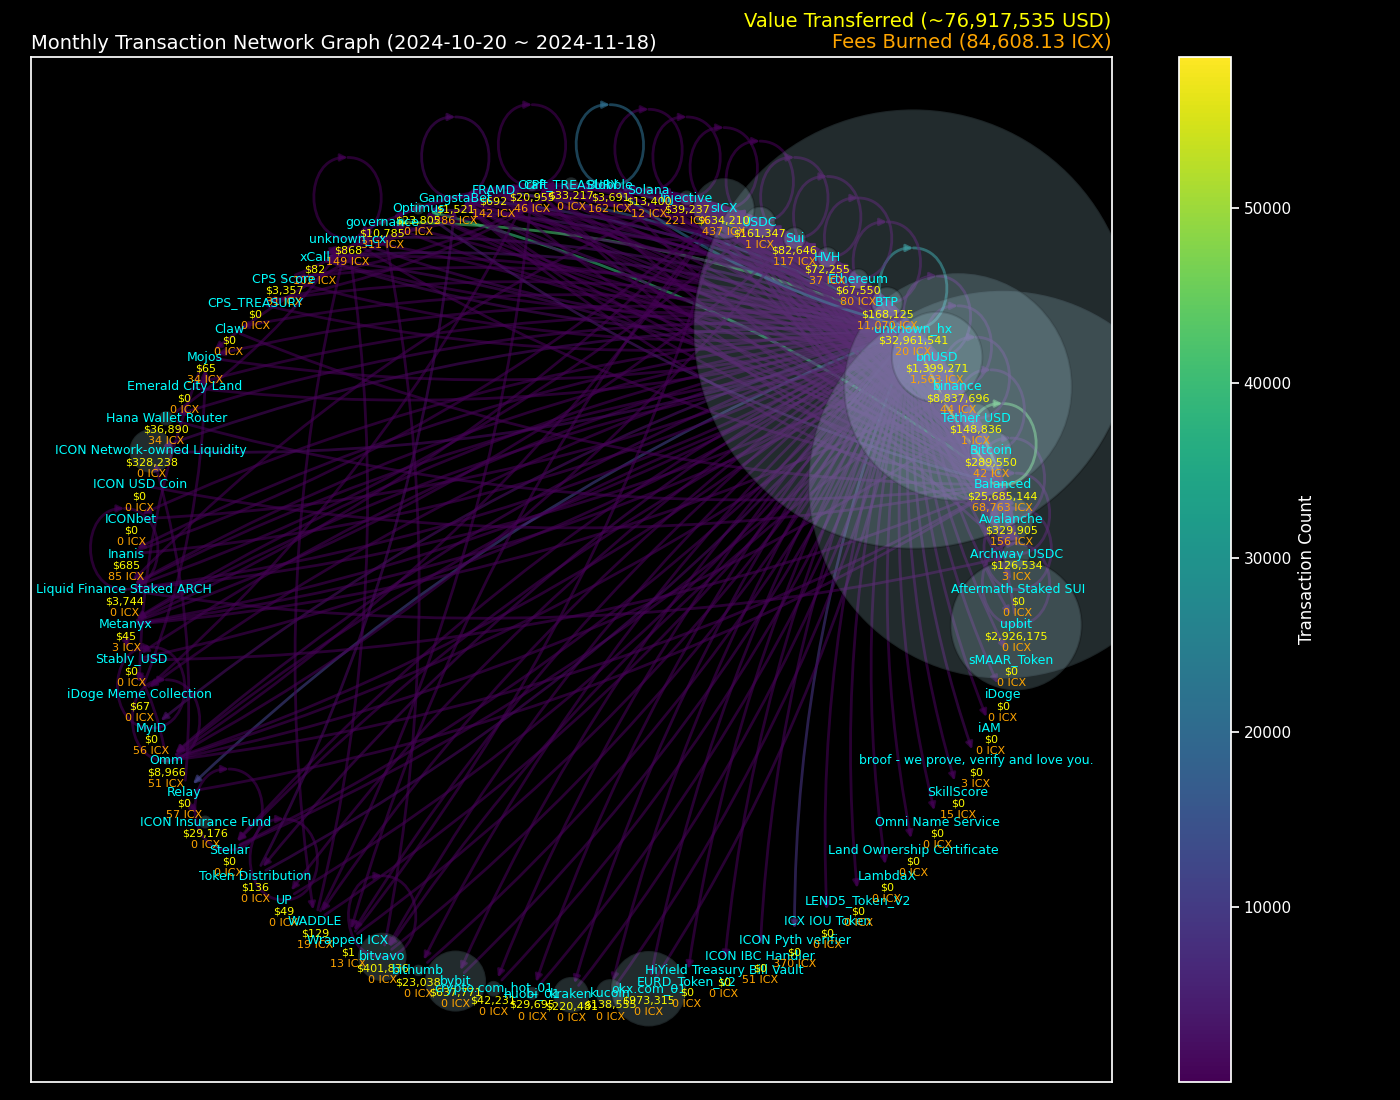 Value Transferred (~76,917,535 USD)
Monthly Transaction Network Graph (2024-10-20 ~ 2024-11-18)
Fees Burned (84,608.13 ICX)
Craft
$20,955
46 ICX
CPS_TREASURY
$33,217
0 ICX
Bubble
$3,691
162 ICX
FRAMD
$692
142 ICX
Solana
$13,400
12 ICX
GangstaBet
$1,521
286 ICX
Injective
$39,237
221 ICX
Optimus
$23,802
0 ICX
sICX
$634,210
437 ICX
governance
$10,785
311 ICX
USDC
$161,347
1 ICX
unknown_cx
$868
149 ICX
Sui
$82,646
117 ICX
xCall
$82
102 ICX
HVH
$72,255
37 ICX
CPS Score
$3,357
31 ICX
Ethereum
$67,550
80 ICX
CPS_TREASURY
$0
0 ICX
BTP
$168,125
11,070 ICX
Claw
$0
0 ICX
unknown_hx
$32,961,541
20 ICX
Mojos
$65
34 ICX
bnUSD
$1,399,271
1,563 ICX
Emerald City Land
$0
0 ICX
Binance
$8,837,696
44 ICX
Hana Wallet Router
$36,890
34 ICX
Tether USD
$148,836
1 ICX
ICON Network-owned Liquidity
$328,238
0 ICX
Bitcoin
$289,550
42 ICX
ICON USD Coin
$0
0 ICX
Balanced
$25,685,144
68,763 ICX
ICONbet
$0
0 ICX
Avalanche
$329,905
156 ICX
Inanis
$685
85 ICX
Archway USDC
$126,534
3 ICX
Liquid Finance Staked ARCH
$3,744
0 ICX
Aftermath Staked SUI
$0
0 ICX
Metanyx
$45
3 ICX
upbit
$2,926,175
0 ICX
Stably_USD
$0
0 ICX
sMAAR_Token
$0
0 ICX
iDoge Meme Collection
$67
0 ICX
iDoge
$0
0 ICX
MyID
$0
56 ICX
iAM
$0
0 ICX
Omm
$8,966
51 ICX
broof - we prove, verify and love you.
$0
3 ICX
Relay
$0
57 ICX
SkillScore
$0
15 ICX
ICON Insurance Fund
$29,176
0 ICX
Omni Name Service
$0
0 ICX
Stellar
$0
0 ICX
Land Ownership Certificate
$0
0 ICX
Token Distribution
$136
0 ICX
LambdaX
$0
0 ICX
UP
$49
0 ICX
LEND5_Token_V2
$0
0 ICX
WADDLE
$129
19 ICX
ICX IOU Token
$0
0 ICX
Wrapped ICX
$1
13 ICX
ICON Pyth verifier
$0
370 ICX
bitvavo
$401,876
0 ICX
ICON IBC Handler
$0
51 ICX
bithumb
$23,038
0 ICX
HiYield Treasury Bill Vault
$0
0 ICX
bybit
$637,771
0 ICX
EURD_Token_V2
$0
0 ICX
crypto.com_hot_01
$42,231
0 ICX
okx.com_01
$973,315
0 ICX
huobi_01
$29,695
0 ICX
kraken
$220,481
0 ICX
kucoin
$138,535
0 ICX
50000
40000
30000
20000
10000
Transaction Count